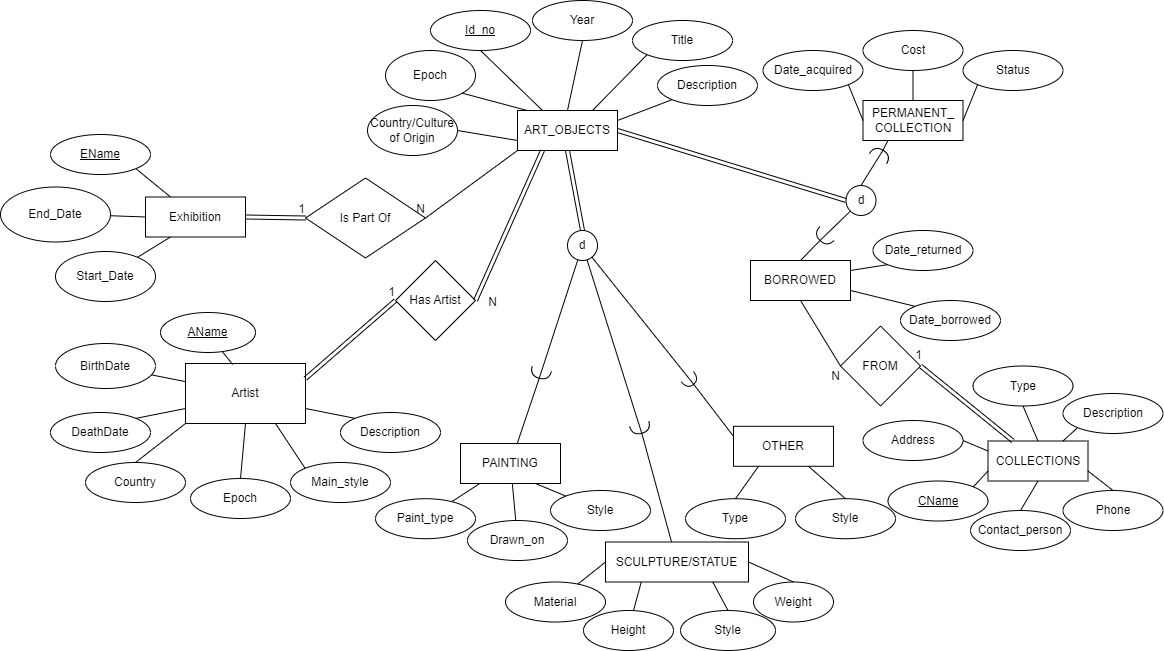 Id_no
Year
Title
Epoch
Description
Country/Culture
of Origin
ART_OBJECTS
Date_acquired
Cost
Status
PERMANENT_
COLLECTION
EName
End_Date
Exhibition
Start_Date
1
Is Part Of
N
d
d
BORROWED
Date_returned
Date_borrowed
1
Has Artist
N
AName
BirthDate
Artist
DeathDate
Description
Country
Epoch
Main_style
N
FROM
1
Type
Description
Address
COLLECTIONS
CName
Contact_person
Phone
PAINTING
Paint_type
Drawn_on
Style
OTHER
Type
Style
SCULPTURE/STATUE
Material
Height
Style
Weight